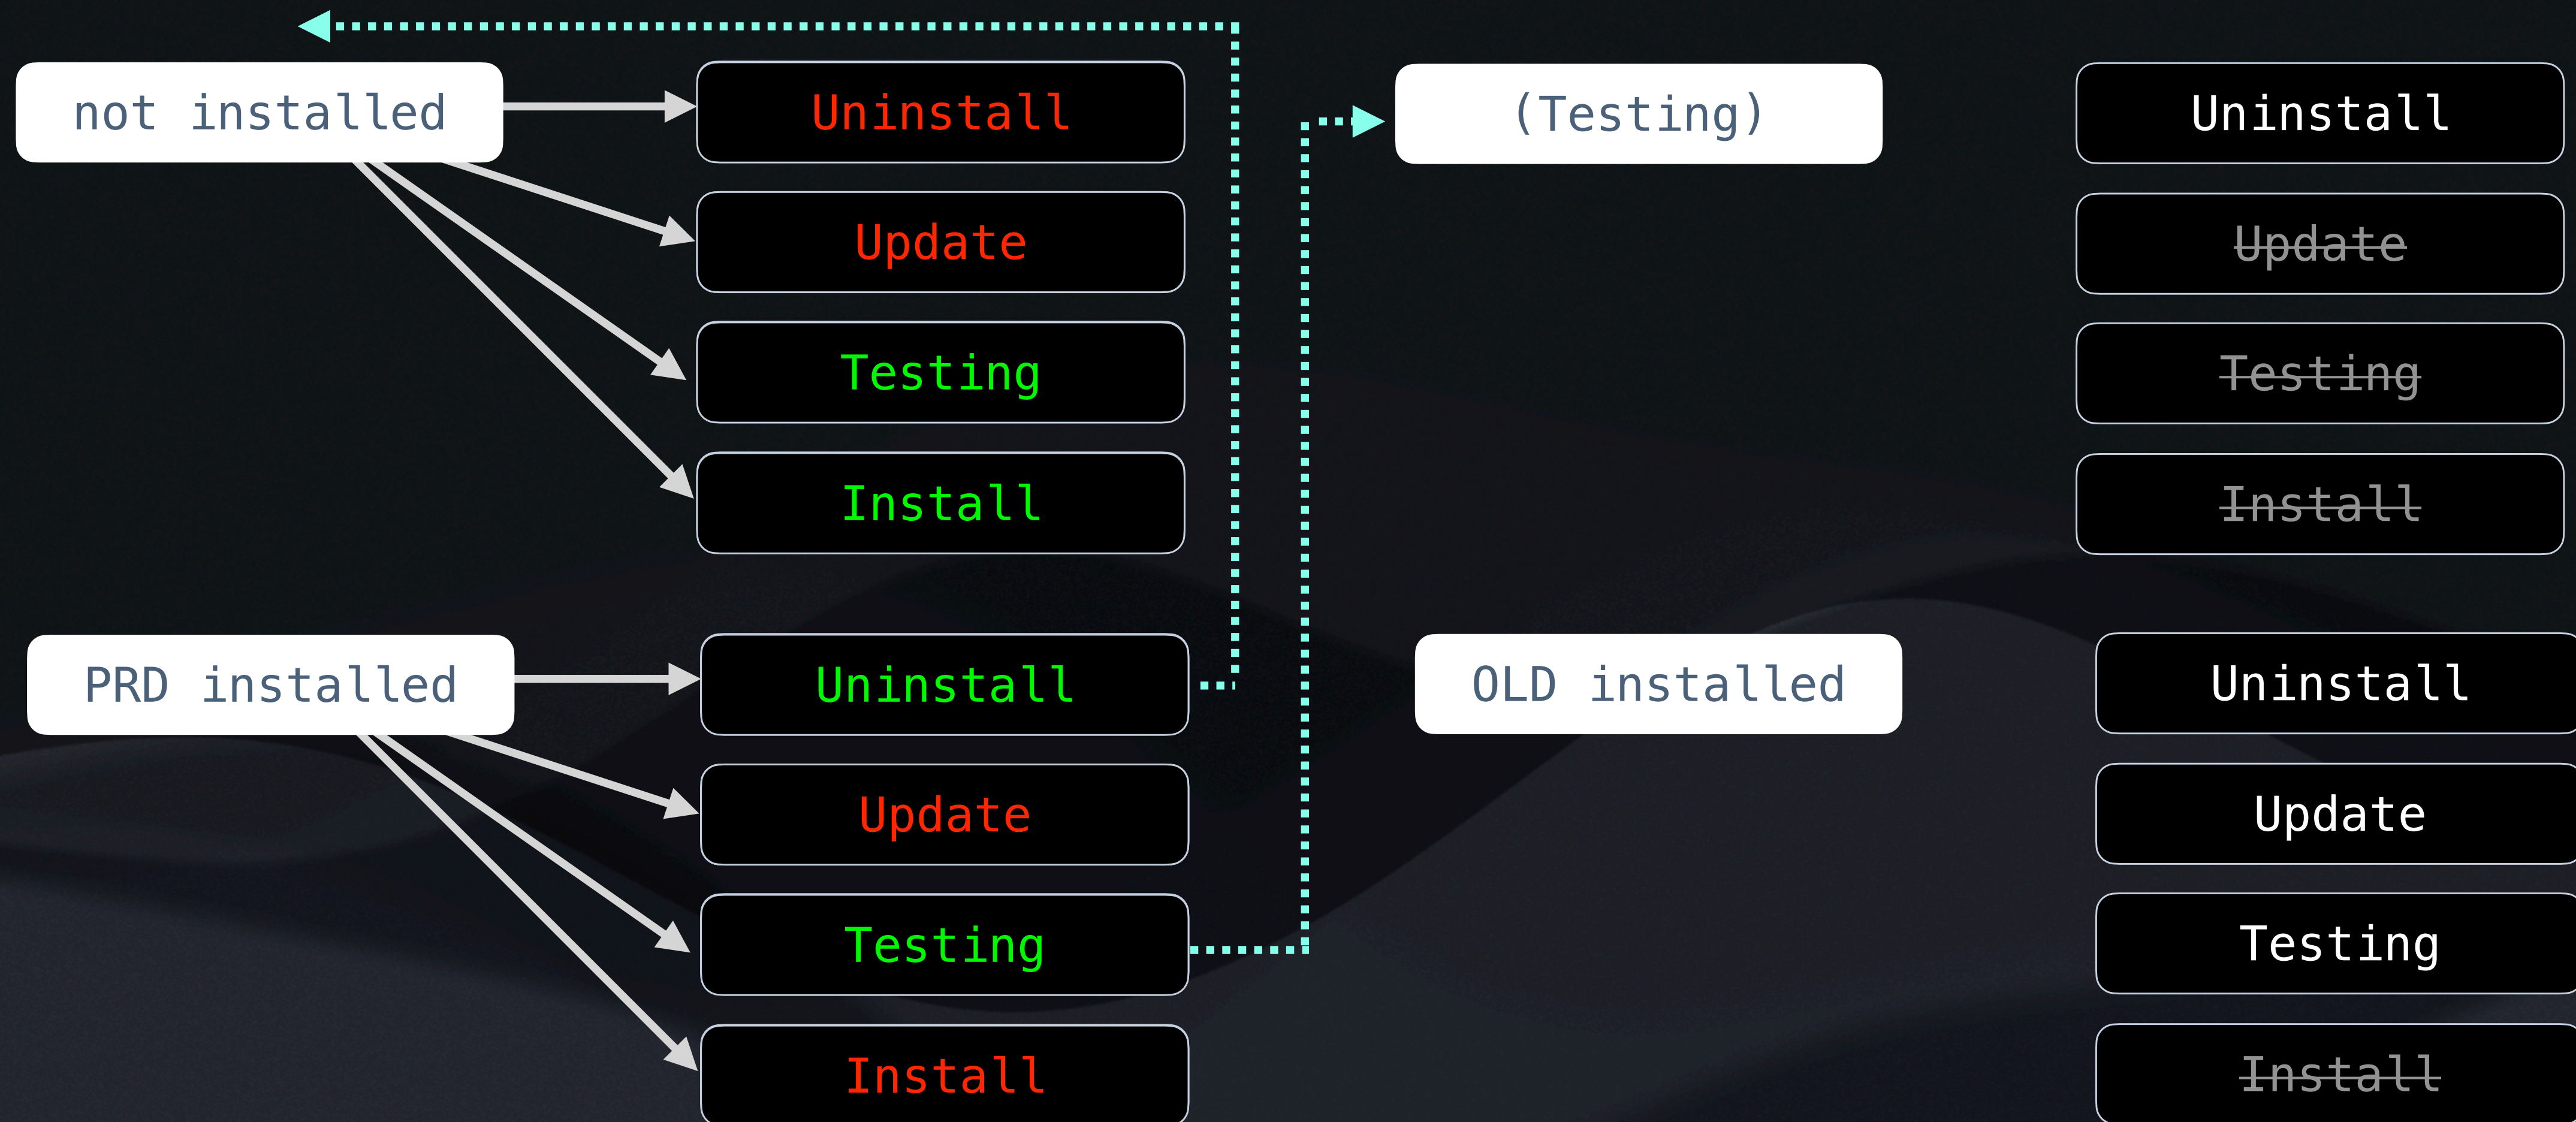 not installed
Uninstall
Update
Testing
Install
(Testing)
Uninstall
Update
Testing
Install
PRD installed
Uninstall
Update
Testing
Install
OLD installed
Uninstall
Update
Testing
Install